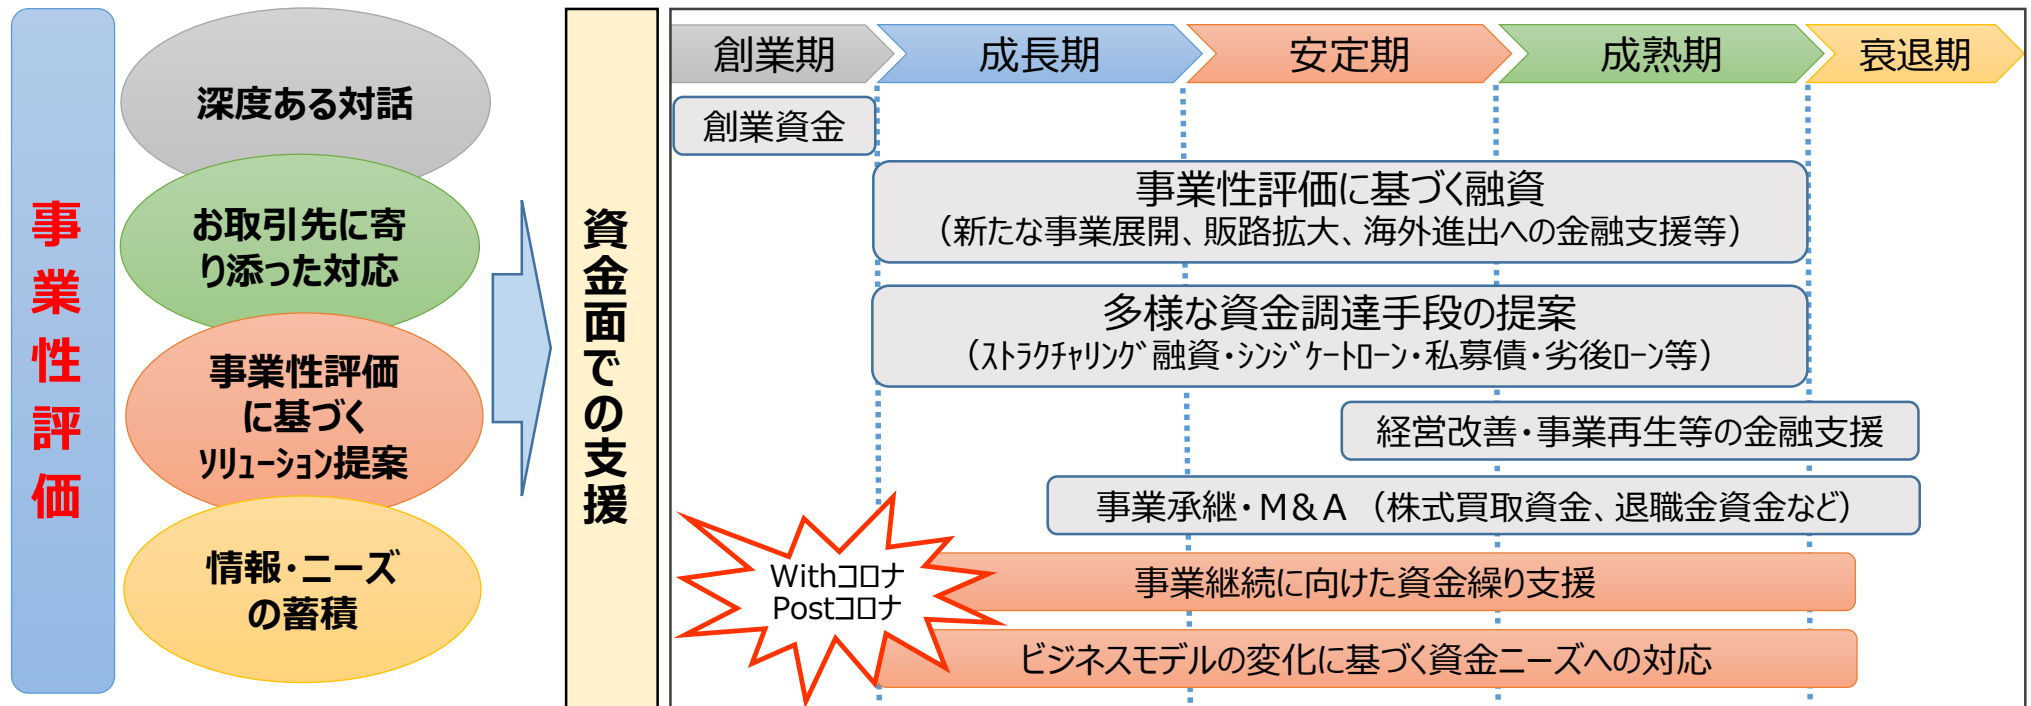 事業性評価
深度ある対話
お取引先に寄
り添った対応
事業性評価
に基づく
ｿﾘｭｰｼｮﾝ提案
情報・ニーズ
の蓄積
資金面での支援
創業期
成長期
安定期
成熟期
衰退期
創業資金
事業性評価に基づく融資
（新たな事業展開、販路拡大、海外進出への金融支援等）
多様な資金調達手段の提案
（ｽﾄﾗｸﾁｬﾘﾝｸﾞ融資・ｼﾝｼﾞｹｰﾄﾛｰﾝ・私募債・劣後ﾛｰﾝ等）
経営改善・事業再生等の金融支援
事業承継・M＆A （株式買取資金、退職金資金など）
Withコロナ
Postコロナ
事業継続に向けた資金繰り支援
ビジネスモデルの変化に基づく資金ニーズへの対応